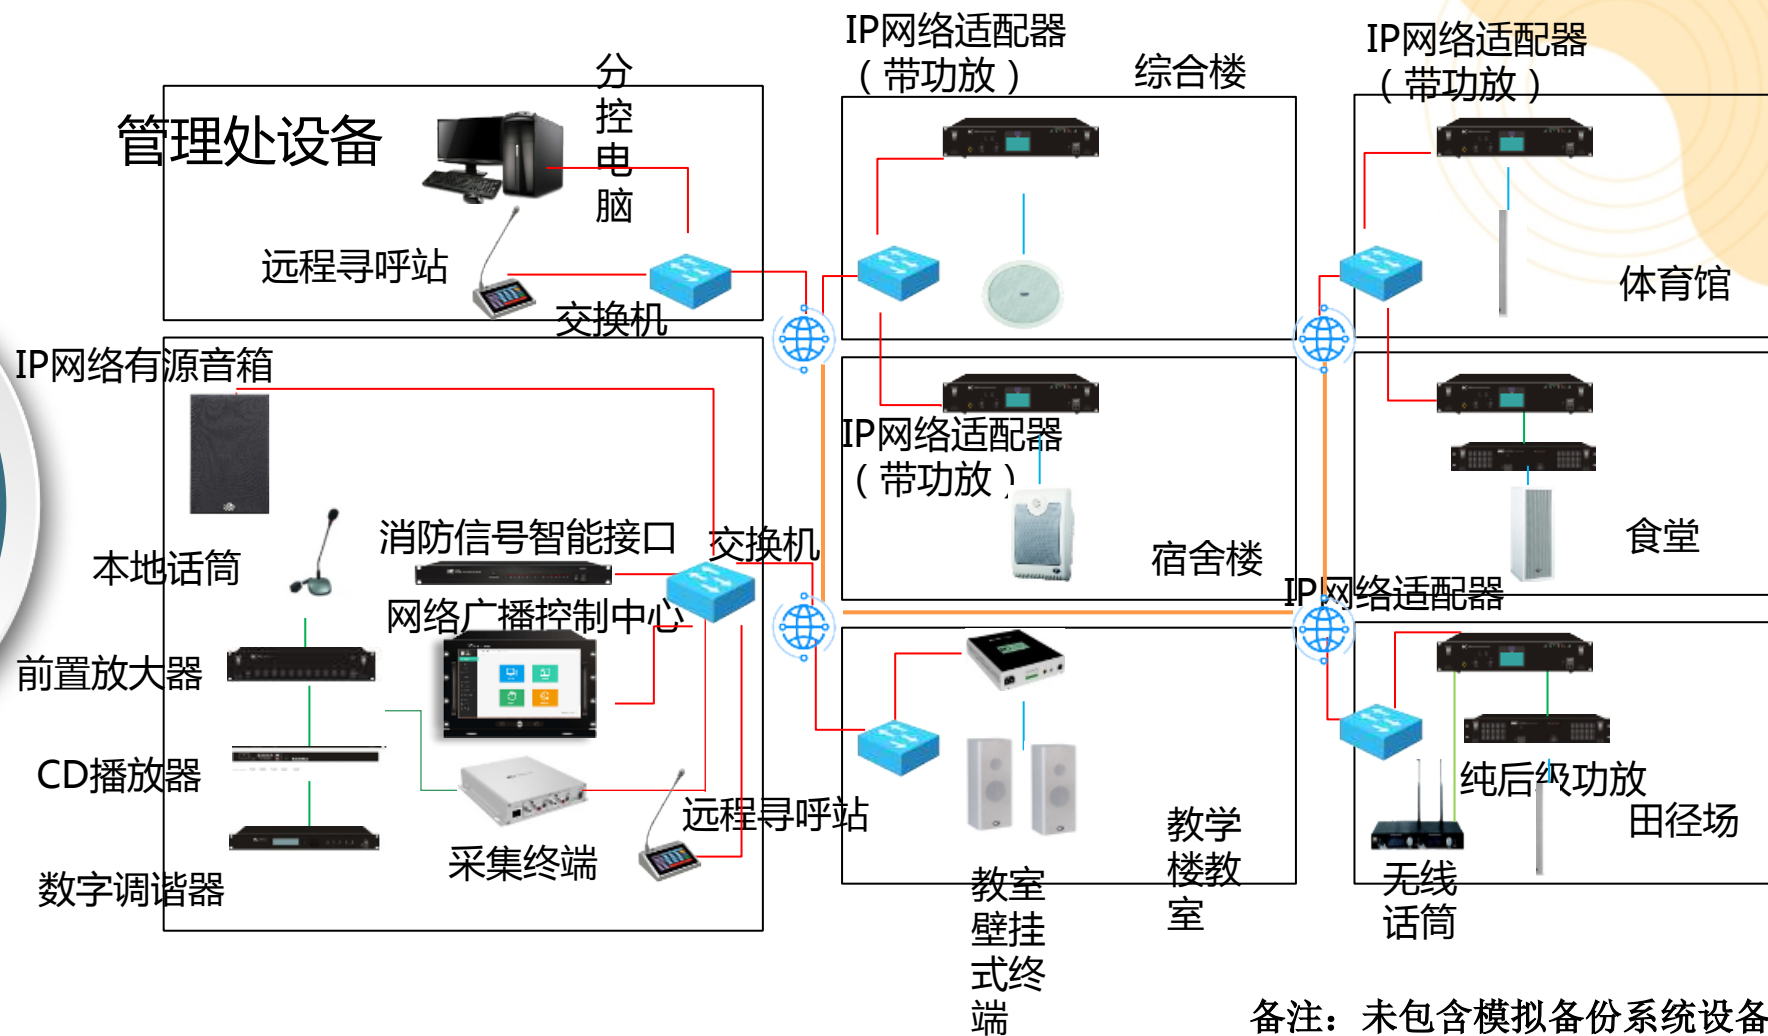 管理处设备
分
控
电
脑
远程寻呼站
交换机
IP网络适配器
（带功放）
综合楼
IP网络适配器
（带功放）
体育馆
IP网络有源音箱
本地话筒
消防信号智能接口
交换机
网络广播控制中心
前置放大器
CD播放器
数字调谐器
采集终端
远程寻呼站
IP网络适配器
（带功放）
宿舍楼
食堂
IP网络适配器
教室
壁挂
式终
端
教学
楼教
室
纯后级功放
田径场
无线
话筒
备注：未包含模拟备份系统设备